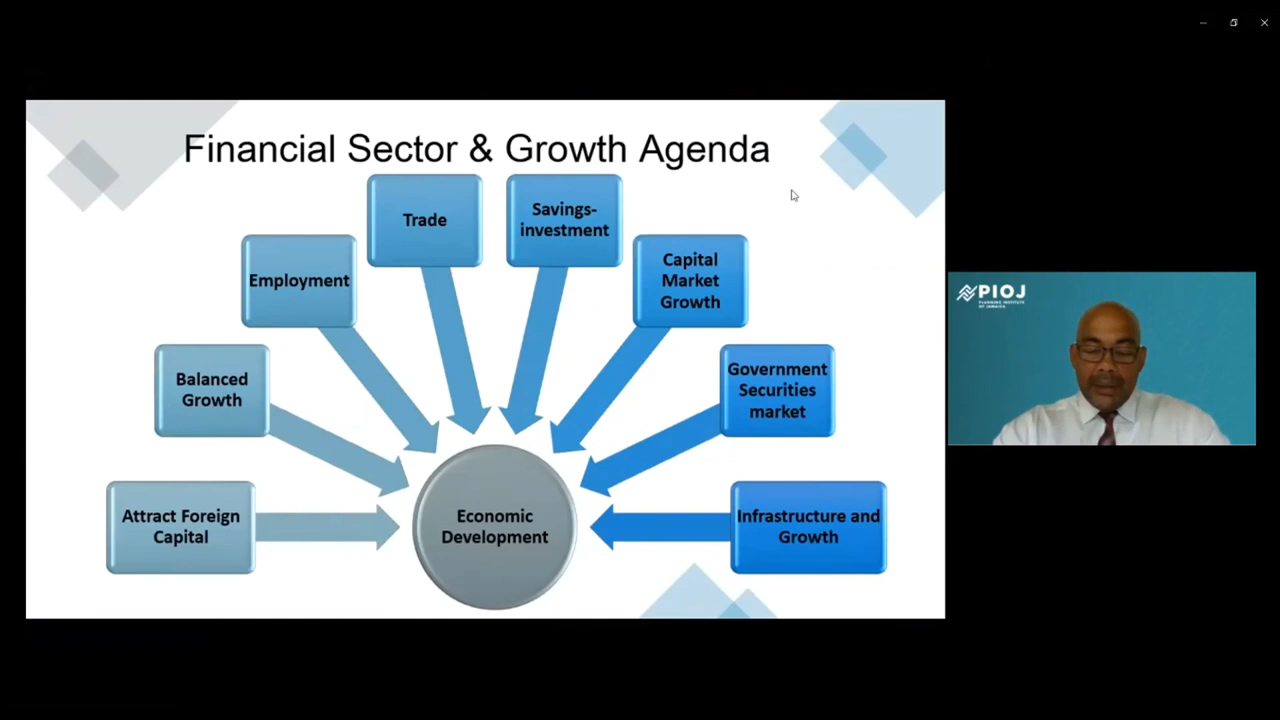 Financial Sector & Growth Agenda
Trade
Savings-
investment
Employment
Capital
Market
Growth
Balanced
Growth
Government
Securities
market
Attract Foreign
Capital
Economic
Development
Infrastructure and
Growth
PIOJ
PLANNING INSTITUTE
OF JAMAICA